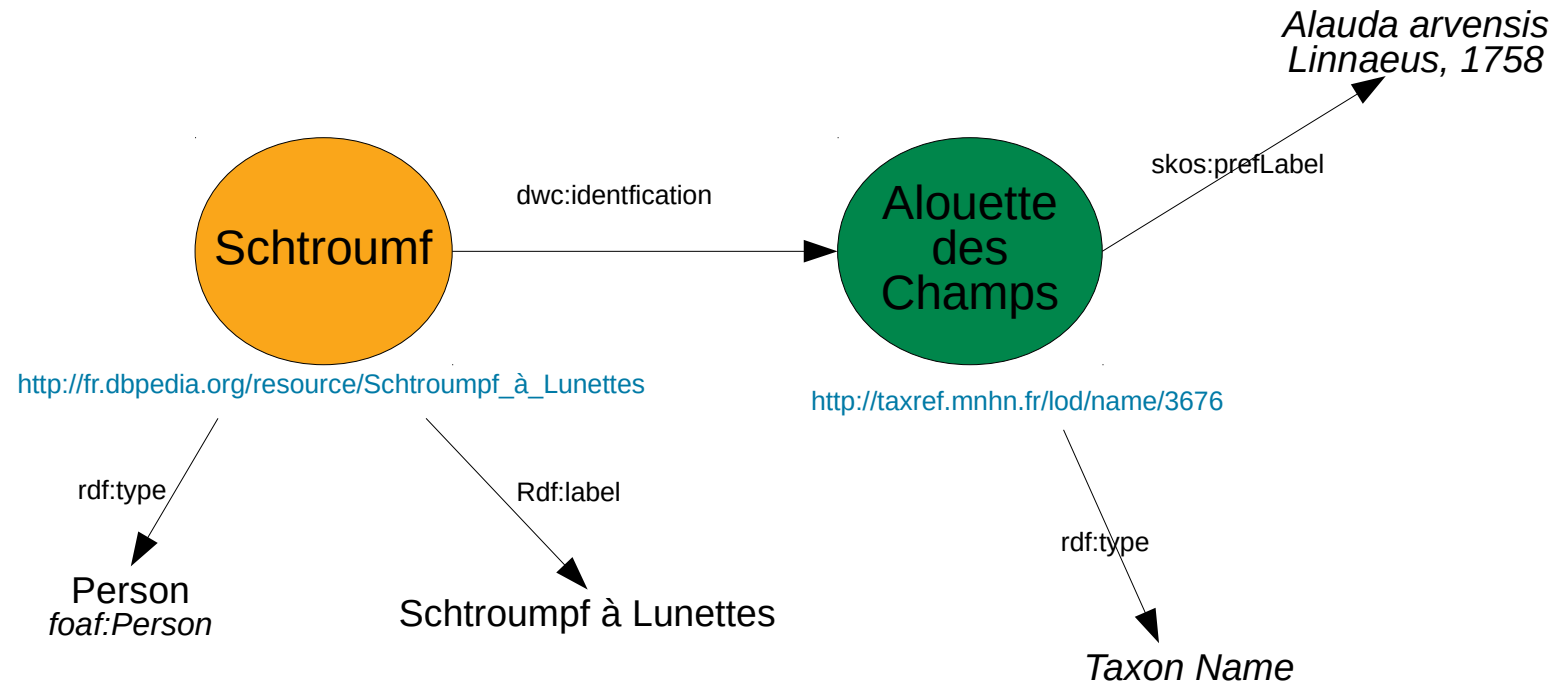 Alauda arvensis
Linnaeus, 1758
skos:prefLabel
dwc:identfication
Schtroumf
Alouette
des
Champs
http://fr.dbpedia.org/resource/Schtroumpf_à_Lunettes
http://taxref.mnhn.fr/lod/name/3676
rdf:type
Rdf:label
rdf:type
Person
foaf:Person
Schtroumpf à Lunettes
Taxon Name